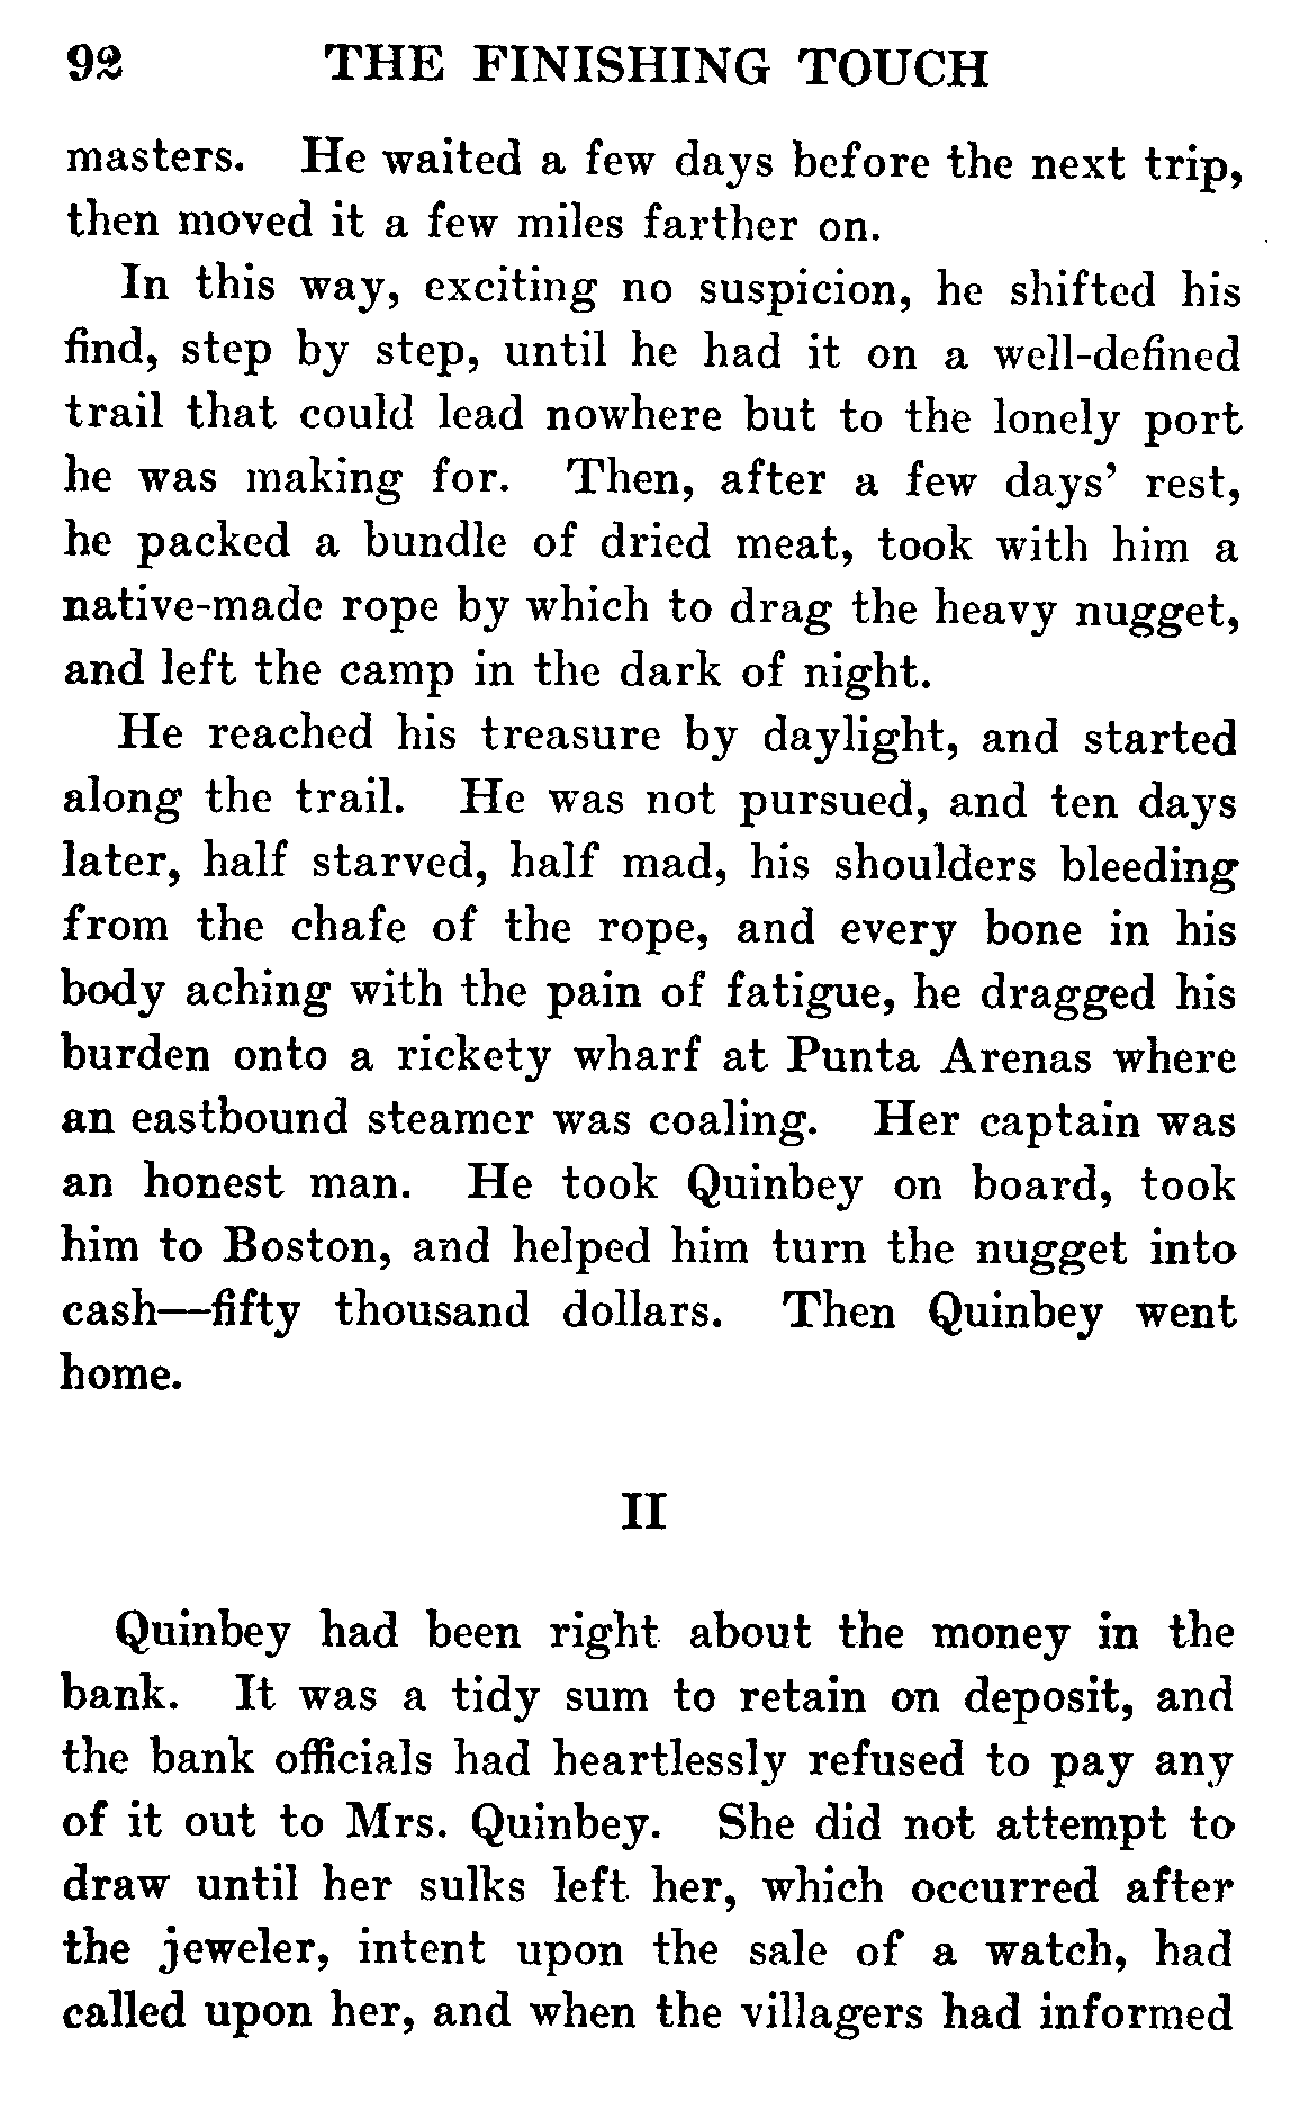 92 THE FINISHING TOUCH
masters. He waited a few days before the next trip,
then moved it a few miles farther on.
In this way, exciting no suspicion, he shifted his
find, step by step, until he had it on a well-defined
trail that could lead nowhere but to the lonely port
he was making for. Then, after a few days' rest,
he packed a bundle of dried meat, took with him a
native-made rope by which to drag the heavy nugget,
and left the camp in the dark of night.
He reached his treasure by daylight, and started
along the trail. He was not pursued, and ten days
later, half starved, half mad, his shoulders bleeding
from the chafe of the rope, and every bone in his
body aching with the pain of fatigue, he dragged his
burden onto a rickety wharf at Punta Arenas where
an eastbound steamer was coaling. Her captain was
an honest man. He took Quinbey on board, took
him to Boston, and helped him turn the nugget into
cash—fifty thousand dollars. Then Quinbey went
home.
II
Quinbey had been right about the money in the
bank. It was a tidy sum to retain on deposit, and
the bank officials had heartlessly refused to pay any
of it out to Mrs. Quinbey. She did not attempt to
draw until her sulks left her, which occurred after
the jeweler, intent upon the sale of a watch, had
called upon her, and when the villagers had informed